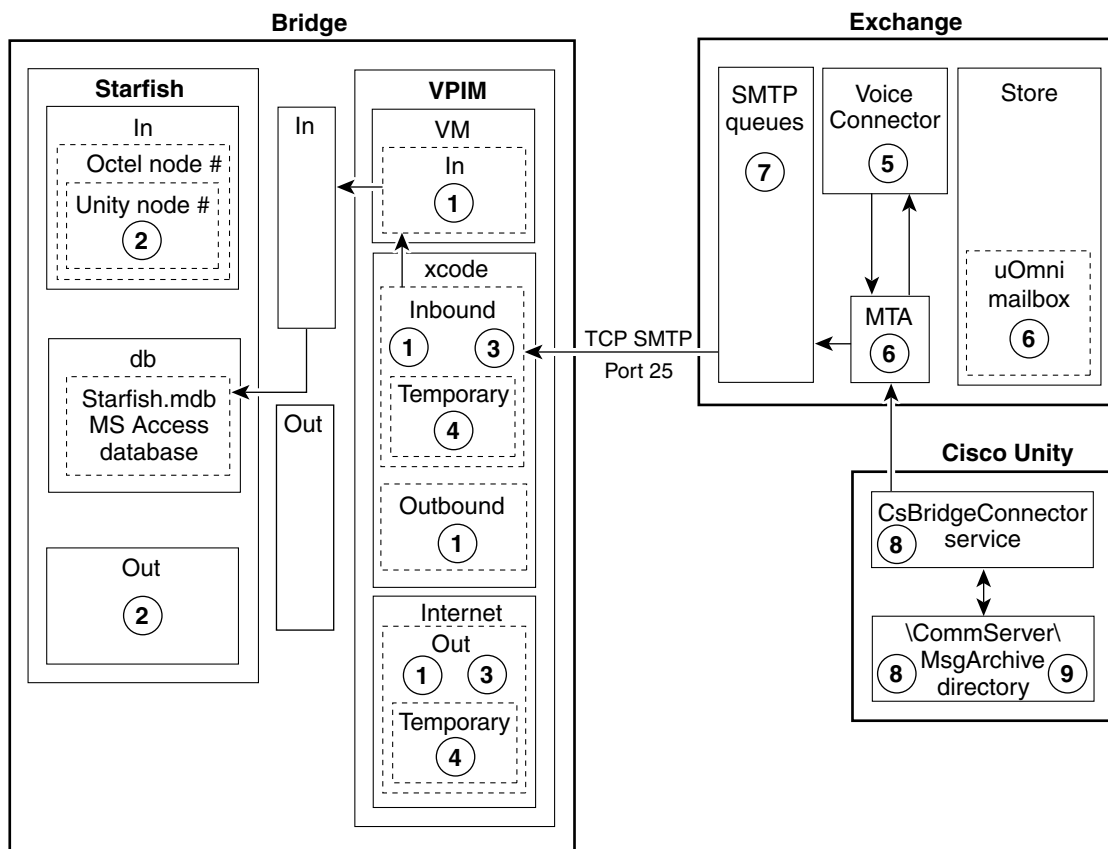 Bridge
Starfish
In
Octel node #
Unity node #
2
db
Starfish.mdb
MS Access
database
Out
2
In
Out
VPIM
VM
In
1
xcode
Inbound
1
3
Temporary
4
Outbound
1
Internet
Out
1
3
Temporary
4
TCP SMTP
Port 25
Exchange
SMTP
queues
7
Voice
Connector
5
MTA
6
Store
uOmni
mailbox
6
Cisco Unity
CsBridgeConnector
service
8
\CommServer\
MsgArchive
directory
8
9